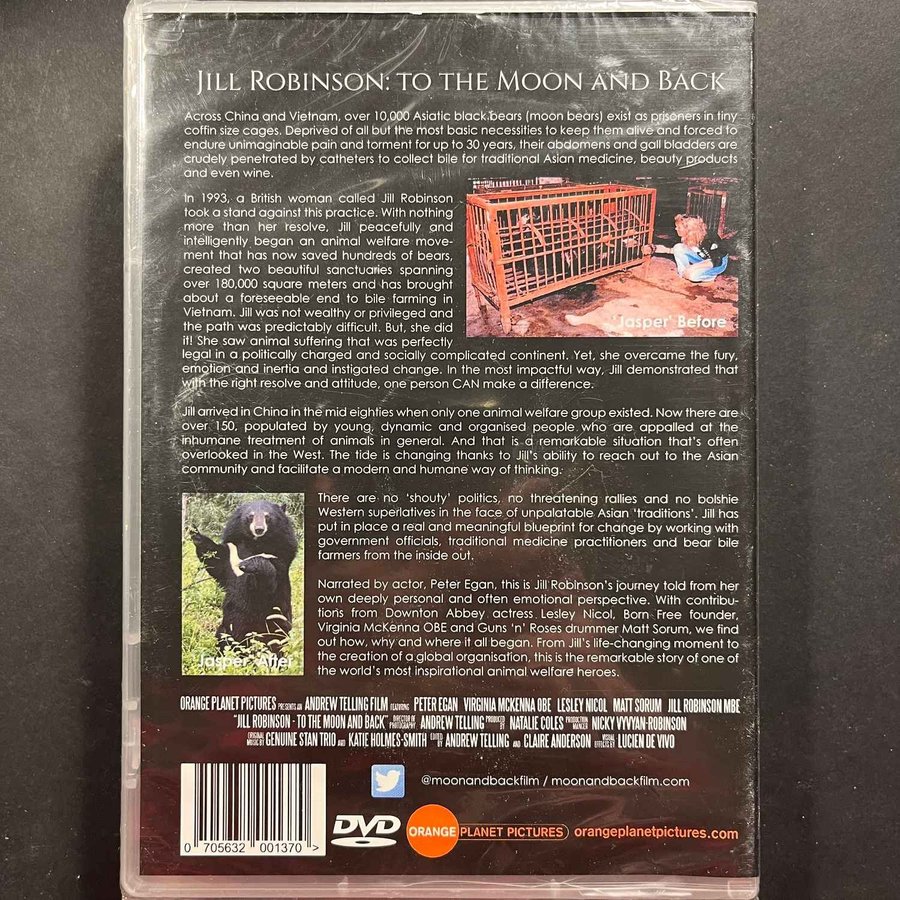 JILL ROBINSON: TO THE MOON AND BACK
Across China and Vietnam, over 10,000 Asiatic black bears (moon bears) exist as prisoners in tiny
coffin size cages. Deprived of all but the most basic necessities to keep them alive and forced to
endure unimaginable pain and torment for up to 30 years, their abdomens and gall bladders are
crudely penetrated by catheters to collect bile for traditional Asian medicine, beauty products
and even wine.
In 1993, a British woman called Jill Robinson
took a stand against this practice. With nothing
more than her resolve, Jill peacefully and
intelligently began an animal welfare move-
ment that has now saved hundreds of bears,
created two beautiful sanctuaries spanning
over 180,000 square meters and has brought
about a foreseeable end to bile farming in
Vietnam. Jill was not wealthy or privileged and
the path was predictably difficult. But, she did
it! She saw animal suffering that was perfectly
legal in a politically charged and socially complicated continent. Yet, she overcame the fury,
emotion and inertia and instigated change. In the most impactful way, Jill demonstrated that
with the right resolve and attitude, one person CAN make a difference.
'Jasper' Before
Jill arrived in China in the mid eighties when only one animal welfare group existed. Now there are
over 150, populated by young, dynamic and organised people who are appalled at the
inhumane treatment of animals in general. And that is a remarkable situation that's often
overlooked in the West. The tide is changing thanks to Jill's ability to reach out to the Asian
community and facilitate a modern and humane way of thinking.
There are no 'shouty' politics, no threatening rallies and no bolshie
Western superlatives in the face of unpalatable Asian 'traditions'. Jill has
put in place a real and meaningful blueprint for change by working with
government officials, traditional medicine practitioners and bear bile
farmers from the inside out.
Narrated by actor, Peter Egan, this is Jill Robinson's journey told from her
own deeply personal and often emotional perspective. With contribu-
tions from Downton Abbey actress Lesley Nicol, Born Free founder,
Virginia McKenna OBE and Guns 'n' Roses drummer Matt Sorum, we find
out how, why and where it all began. From Jill's life-changing moment to
the creation of a global organisation, this is the remarkable story of one of
the world's most inspirational animal welfare heroes.
'Jasper' After
ORANGE PLANET PICTURES PRESENTS AN ANDREW TELLING FILM FEATURING PETER EGAN VIRGINIA MCKENNA OBE LESLEY NICOL MATT SORUM JILL ROBINSON MBE
"JILL ROBINSON - TO THE MOON AND BACK" DIRECTOR OF PHOTOGRAPHY ANDREW TELLING PRODUCED BY NATALIE COLES PRODUCTION MANAGER NICKY VYVYAN-ROBINSON
ORIGINAL MUSIC BY GENUINE STAN TRIO AND KATIE HOLMES-SMITH EDITED BY ANDREW TELLING AND CLAIRE ANDERSON VISUAL EFFECTS BY LUCIEN DE VIVO
@moonandbackfilm / moonandbackfilm.com
0 705632 001370 >
DVD
ORANGE PLANET PICTURES
orangeplanetpictures.com